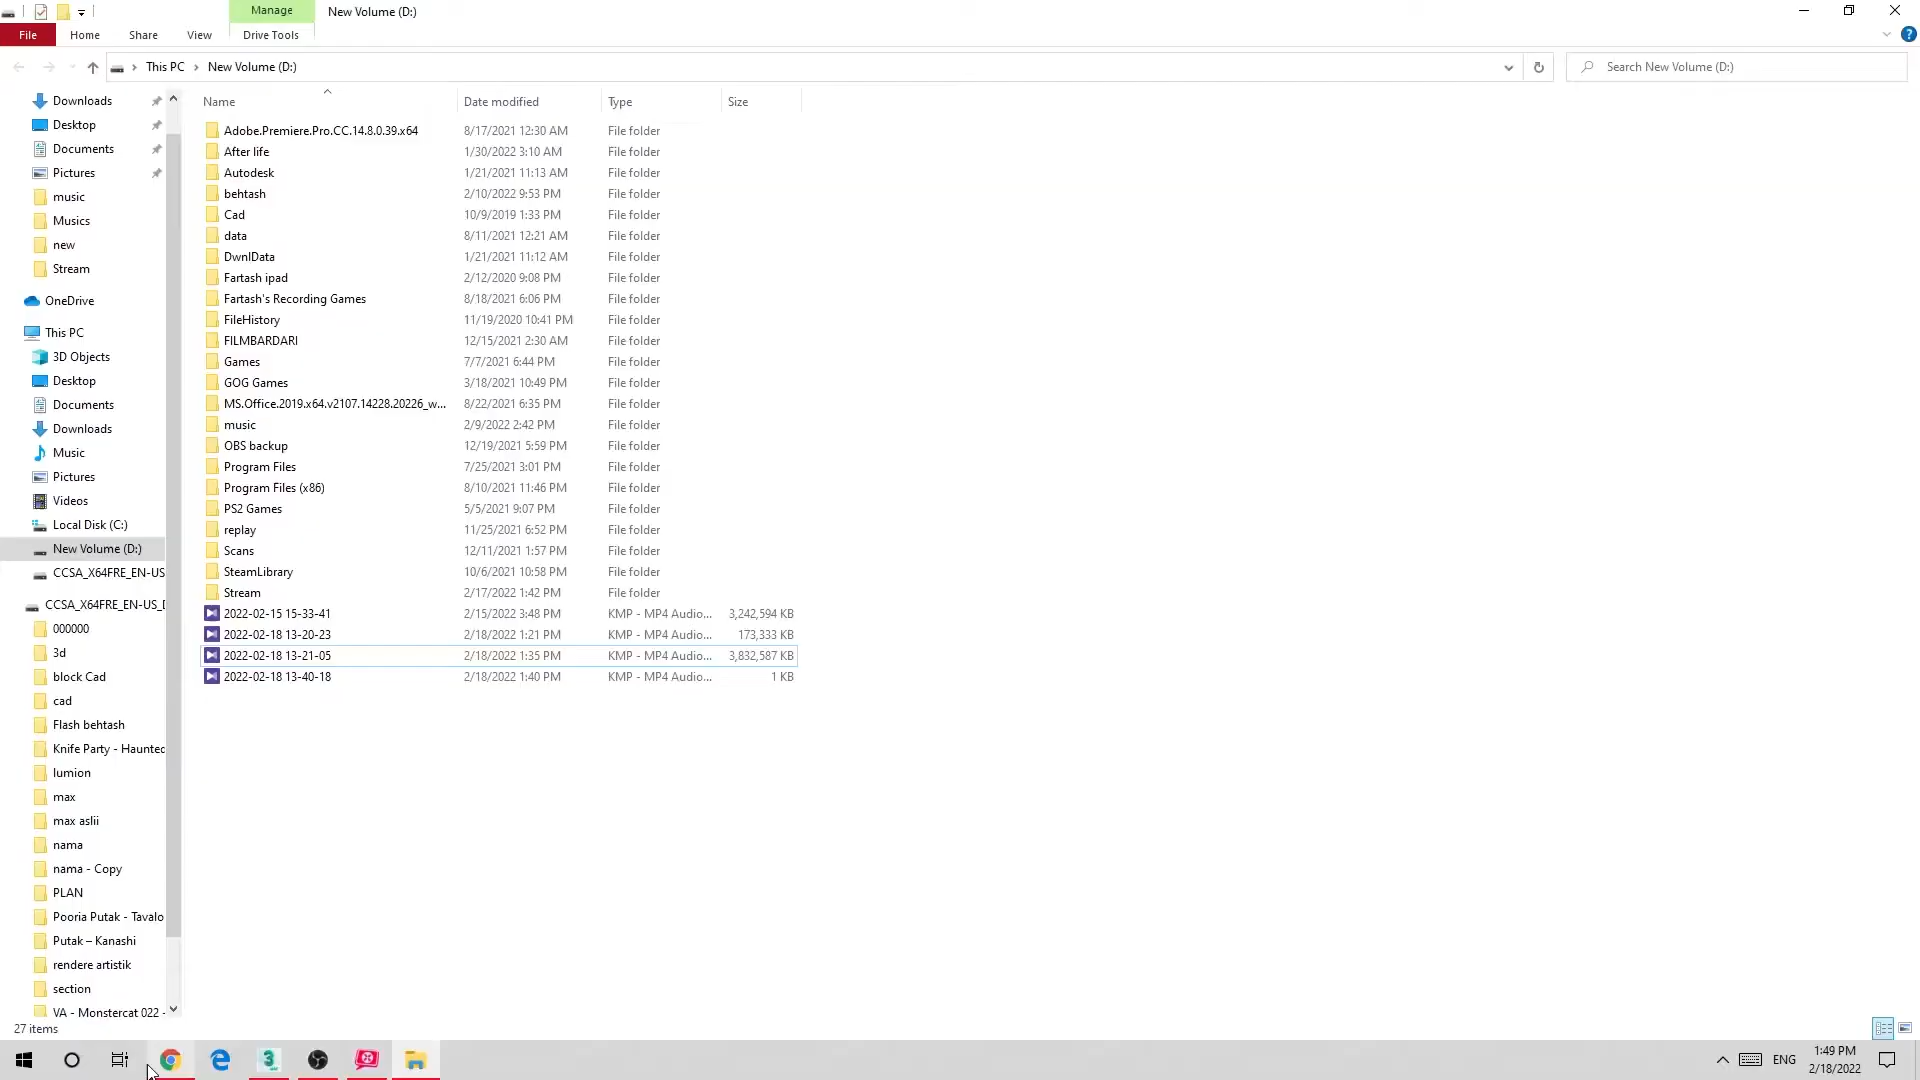 Manage
New Volume (D:)
File
Home
Share
View
Drive Tools
This PC
New Volume (D:)
Search New Volume (D:)
Downloads
Desktop
Documents
Pictures
music
Musics
new
Stream
OneDrive
This PC
3D Objects
Desktop
Documents
Downloads
Music
Pictures
Videos
Local Disk (C:)
New Volume (D:)
CCSA_X64FRE_EN-US
CCSA_X64FRE_EN-US_D
000000
3d
block Cad
cad
Flash behtash
Knife Party - Haunted
lumion
max
max aslii
nama
nama - Copy
PLAN
Pooria Putak - Tavalo
Putak – Kanashi
rendere artistik
section
VA - Monstercat 022 -
Name Date modified Type Size
Adobe.Premiere.Pro.CC.14.8.0.39.x64 8/17/2021 12:30 AM File folder
After life 1/30/2022 3:10 AM File folder
Autodesk 1/21/2021 11:13 AM File folder
behtash 2/10/2022 9:53 PM File folder
Cad 10/9/2019 1:33 PM File folder
data 8/11/2021 12:21 AM File folder
DwnlData 1/21/2021 11:12 AM File folder
Fartash ipad 2/12/2020 9:08 PM File folder
Fartash's Recording Games 8/18/2021 6:06 PM File folder
FileHistory 11/19/2020 10:41 PM File folder
FILMBARDARI 12/15/2021 2:30 AM File folder
Games 7/7/2021 6:44 PM File folder
GOG Games 3/18/2021 10:49 PM File folder
MS.Office.2019.x64.v2107.14228.20226_w... 8/22/2021 6:35 PM File folder
music 2/9/2022 2:42 PM File folder
OBS backup 12/19/2021 5:59 PM File folder
Program Files 7/25/2021 3:01 PM File folder
Program Files (x86) 8/10/2021 11:46 PM File folder
PS2 Games 5/5/2021 9:07 PM File folder
replay 11/25/2021 6:52 PM File folder
Scans 12/11/2021 1:57 PM File folder
SteamLibrary 10/6/2021 10:58 PM File folder
Stream 2/17/2022 1:42 PM File folder
2022-02-15 15-33-41 2/15/2022 3:48 PM KMP - MP4 Audio... 3,242,594 KB
2022-02-18 13-20-23 2/18/2022 1:21 PM KMP - MP4 Audio... 173,333 KB
2022-02-18 13-21-05 2/18/2022 1:35 PM KMP - MP4 Audio... 3,832,587 KB
2022-02-18 13-40-18 2/18/2022 1:40 PM KMP - MP4 Audio... 1 KB
27 items
ENG
1:49 PM
2/18/2022